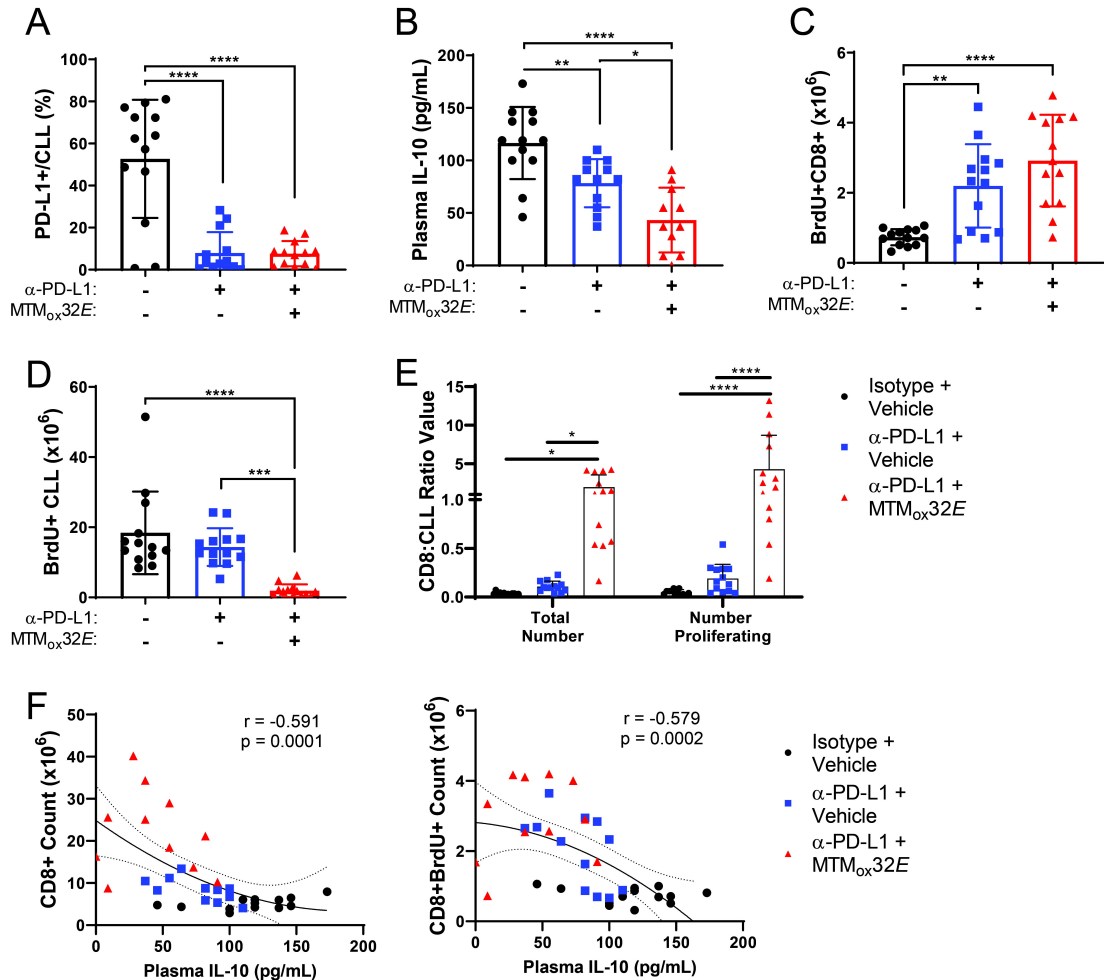 A
PD-L1+/CLL (%)
100
80
60
40
20
0
****
****
α-PD-L1: - + +
MTMox32E: - - +
B
Plasma IL-10 (pg/mL)
200
150
100
50
0
****
** *
α-PD-L1: - + +
MTMox32E: - - +
C
BrdU+CD8+ (x10⁶)
6
4
2
0
****
**
α-PD-L1: - + +
MTMox32E: - - +
D
BrdU+ CLL (x10⁶)
60
40
20
0
****
***
α-PD-L1: - + +
MTMox32E: - - +
E
CD8:CLL Ratio Value
15
10
5
1.0
0.5
0.0
*
*
****
****
Total
Number
Number
Proliferating
Isotype +
Vehicle
α-PD-L1 +
Vehicle
α-PD-L1 +
MTMox32E
F
CD8+ Count (x10⁶)
50
40
30
20
10
0
r = -0.591
p = 0.0001
0 50 100 150 200
Plasma IL-10 (pg/mL)
CD8+BrdU+ Count (x10⁶)
6
4
2
0
r = -0.579
p = 0.0002
0 50 100 150 200
Plasma IL-10 (pg/mL)
Isotype +
Vehicle
α-PD-L1 +
Vehicle
α-PD-L1 +
MTMox32E